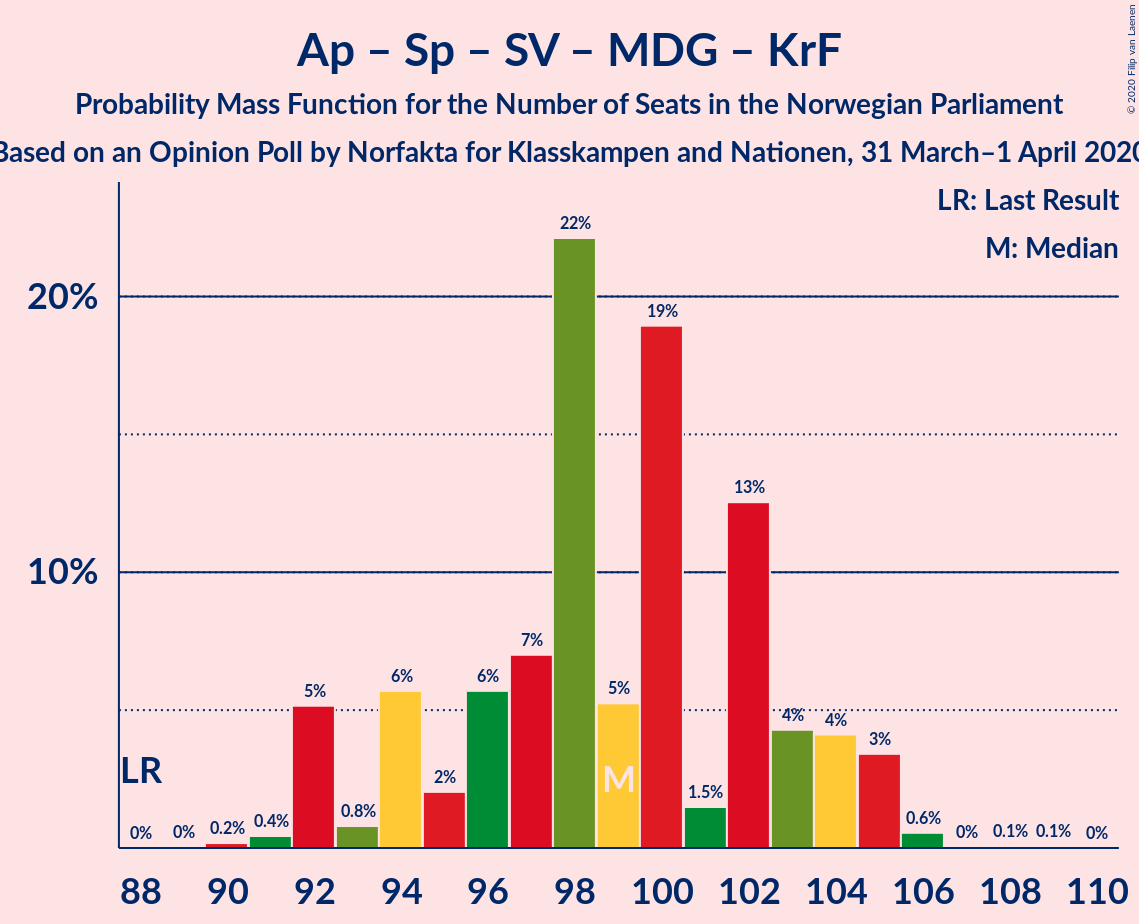 Ap – Sp – SV – MDG – KrF
Probability Mass Function for the Number of Seats in the Norwegian Parliament
Based on an Opinion Poll by Norfakta for Klasskampen and Nationen, 31 March–1 April 2020
© 2020 Filip van Laenen
LR: Last Result
M: Median
20%
10%
LR
0%
0%
0.2%
0.4%
5%
0.8%
6%
2%
6%
7%
22%
5%
M
19%
1.5%
13%
4%
4%
3%
0.6%
0%
0.1%
0.1%
0%
88 90 92 94 96 98 100 102 104 106 108 110